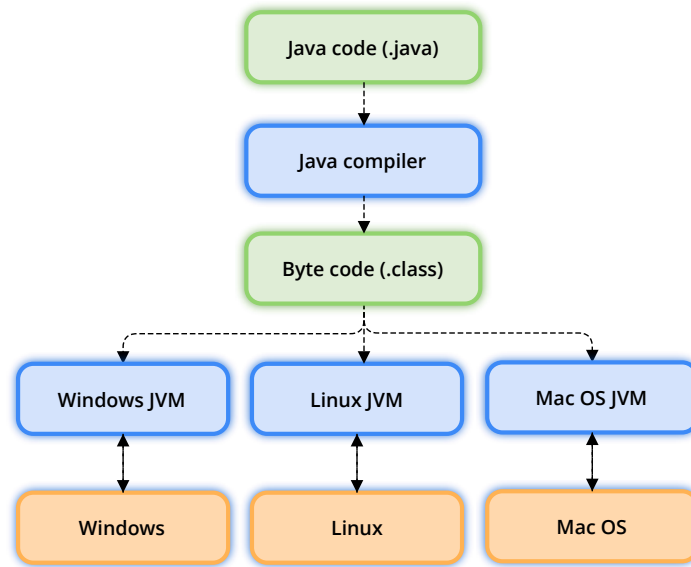 Java code (.java)
Java compiler
Byte code (.class)
Windows JVM
Linux JVM
Mac OS JVM
Windows
Linux
Mac OS